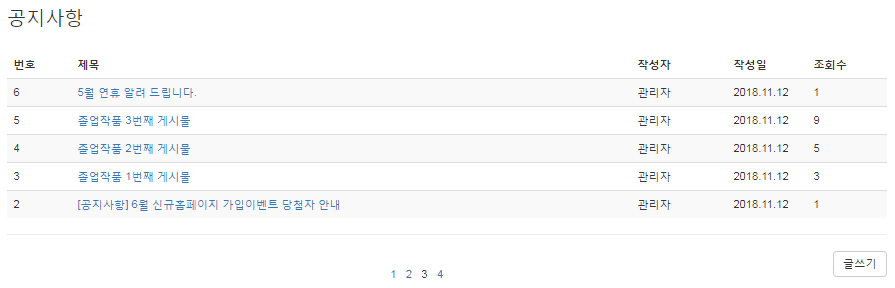 공지사항
번호 제목 작성자 작성일 조회수
6 5월 연휴 알려 드립니다. 관리자 2018.11.12 1
5 졸업작품 3번째 게시물 관리자 2018.11.12 9
4 졸업작품 2번째 게시물 관리자 2018.11.12 5
3 졸업작품 1번째 게시물 관리자 2018.11.12 3
2 [공지사항] 6월 신규홈페이지 가입이벤트 당첨자 안내 관리자 2018.11.12 1
글쓰기
1 2 3 4